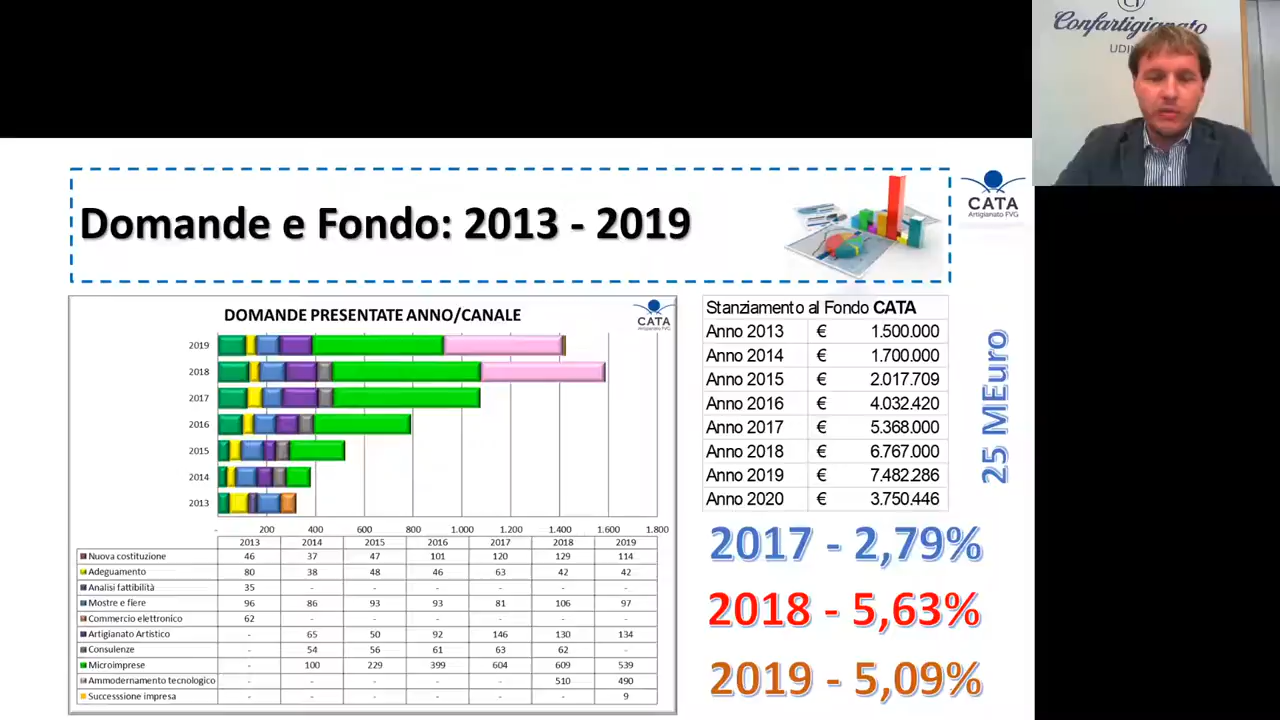 Confartigianato
Domande e Fondo: 2013 - 2019
CATA
Artigianato FVG
DOMANDE PRESENTATE ANNO/CANALE
CATA
Artigianato FVG
2019
2018
2017
2016
2015
2014
2013
- 200 400 600 800 1.000 1.200 1.400 1.600 1.800
2013 2014 2015 2016 2017 2018 2019
Nuova costituzione 46 37 47 101 120 129 114
Adeguamento 80 38 48 46 63 42 42
Analisi fattibilità 35 - - - - - -
Mostre e fiere 96 86 93 93 81 106 97
Commercio elettronico 62 - - - - - -
Artigianato Artistico - 65 50 92 146 130 134
Consulenze - 54 56 61 63 62 -
Microimprese - 100 229 399 604 609 539
Ammodernamento tecnologico - - - - - 510 490
Successsione impresa - - - - - - 9
Stanziamento al Fondo CATA
Anno 2013 € 1.500.000
Anno 2014 € 1.700.000
Anno 2015 € 2.017.709
Anno 2016 € 4.032.420
Anno 2017 € 5.368.000
Anno 2018 € 6.767.000
Anno 2019 € 7.482.286
Anno 2020 € 3.750.446
25 MEuro
2017 - 2,79%
2018 - 5,63%
2019 - 5,09%